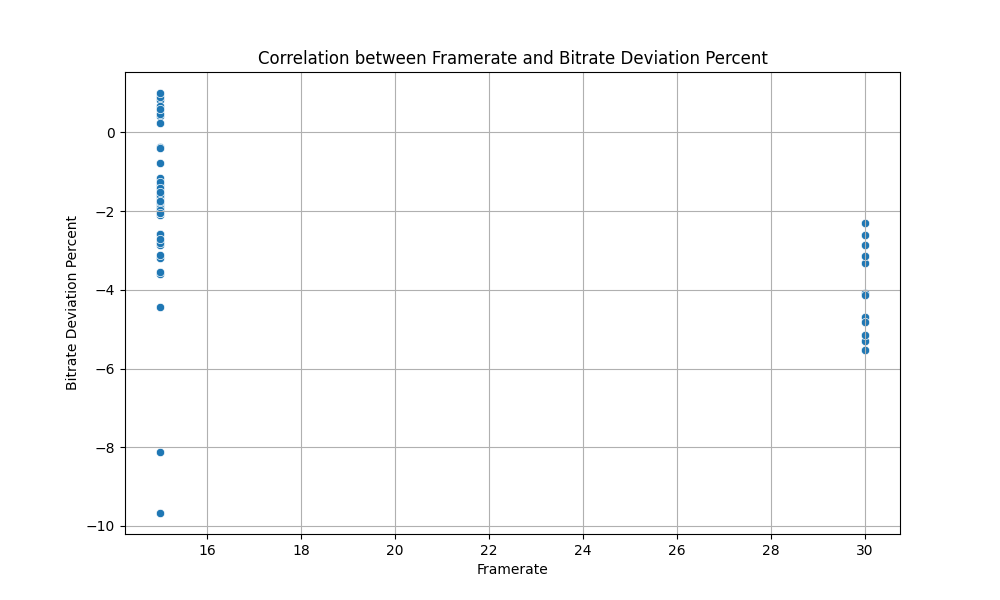 Correlation between Framerate and Bitrate Deviation Percent
Bitrate Deviation Percent
0
−2
−4
−6
−8
−10
16 18 20 22 24 26 28 30
Framerate